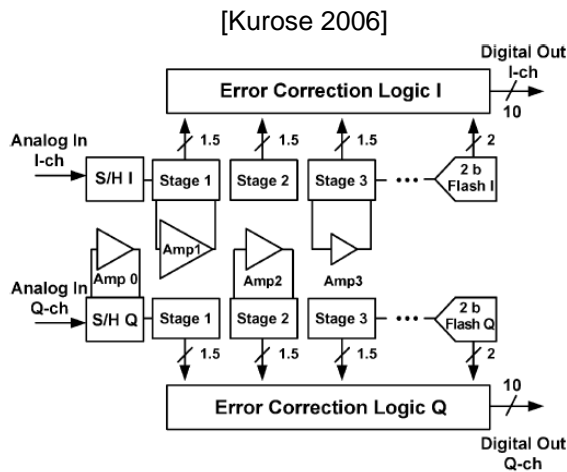 [Kurose 2006]
Digital Out
I-ch
Error Correction Logic I
10
Analog In
I-ch
1.5
1.5
1.5
2
S/H I
Stage 1
Stage 2
Stage 3
2 b
Flash I
Amp 0
Amp1
Amp2
Amp3
Analog In
Q-ch
S/H Q
Stage 1
Stage 2
Stage 3
2 b
Flash Q
1.5
1.5
1.5
2
Error Correction Logic Q
10
Digital Out
Q-ch